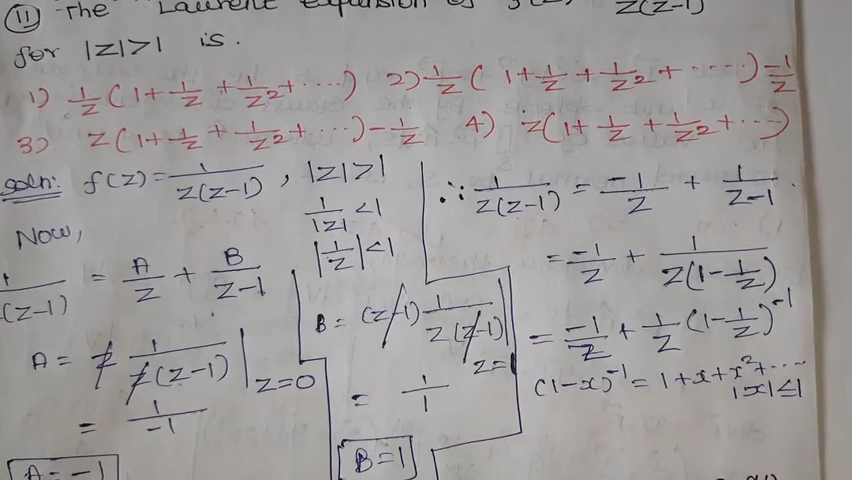 (11) The Laurent expansion of f(z) z(z-1)
for |z|>1 is.
1) 1/z (1+1/z+1/z²+....) 2) 1/z (1+1/z+1/z²+.....) -1/z
3) z(1+1/z+1/z²+...)-1/z 4) z(1+1/z+1/z²+...)
Soln: f(z)=1/z(z-1), |z|>1
1/|z|<1
|1/z|<1
Now,
1/(z-1) = A/z + B/z-1
A = z 1/z(z-1) | z=0
= 1/-1
A=-1
B = (z-1) 1/z(z-1) | z=1
= 1/1
B=1
∴ 1/z(z-1) = -1/z + 1/z-1.
= -1/z + 1/z(1-1/z)
= -1/z + 1/z (1-1/z)⁻¹
(1-x)⁻¹ = 1+x+x²+....
|x|≤1